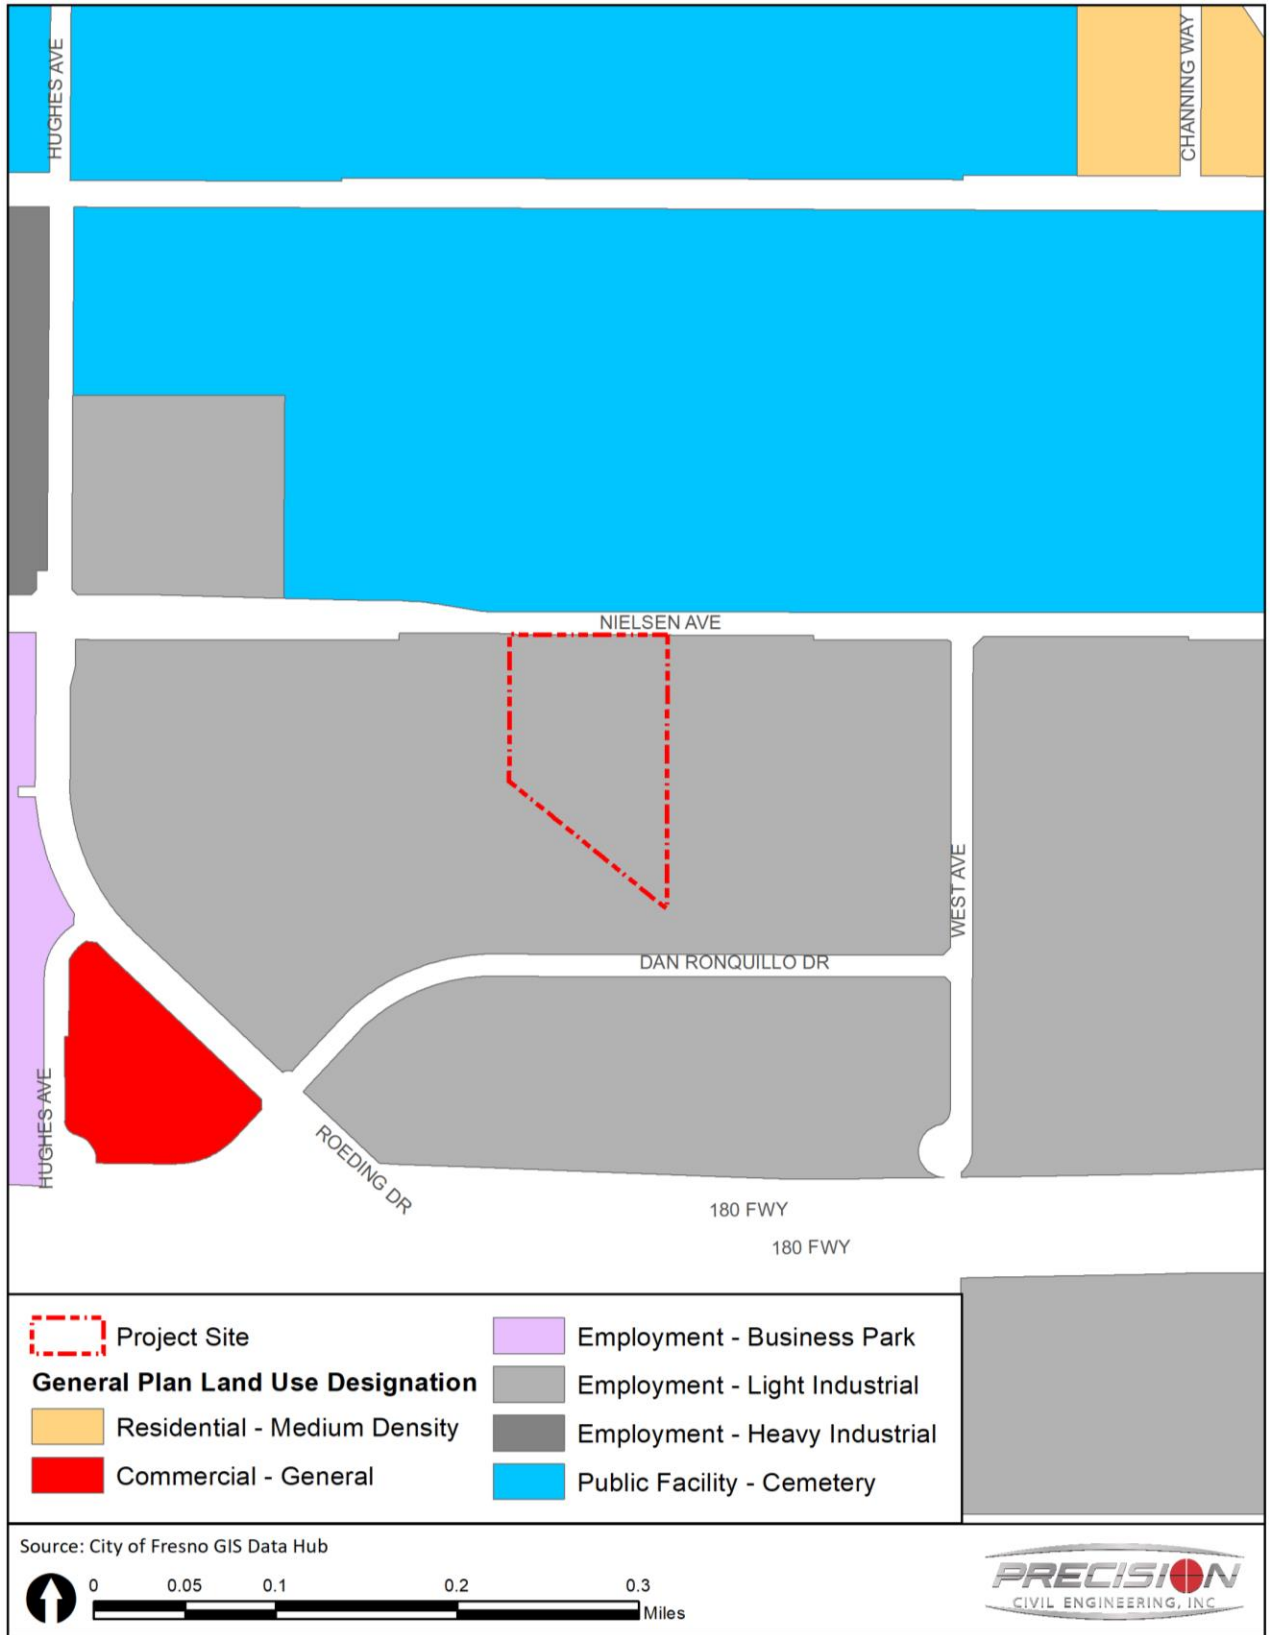 HUGHES AVE
CHANNING WAY
NIELSEN AVE
WEST AVE
DAN RONQUILLO DR
HUGHES AVE
ROEDING DR
180 FWY
180 FWY
Project Site
General Plan Land Use Designation
Residential - Medium Density
Commercial - General
Employment - Business Park
Employment - Light Industrial
Employment - Heavy Industrial
Public Facility - Cemetery
Source: City of Fresno GIS Data Hub
0 0.05 0.1 0.2 0.3
Miles
PRECISION
CIVIL ENGINEERING, INC